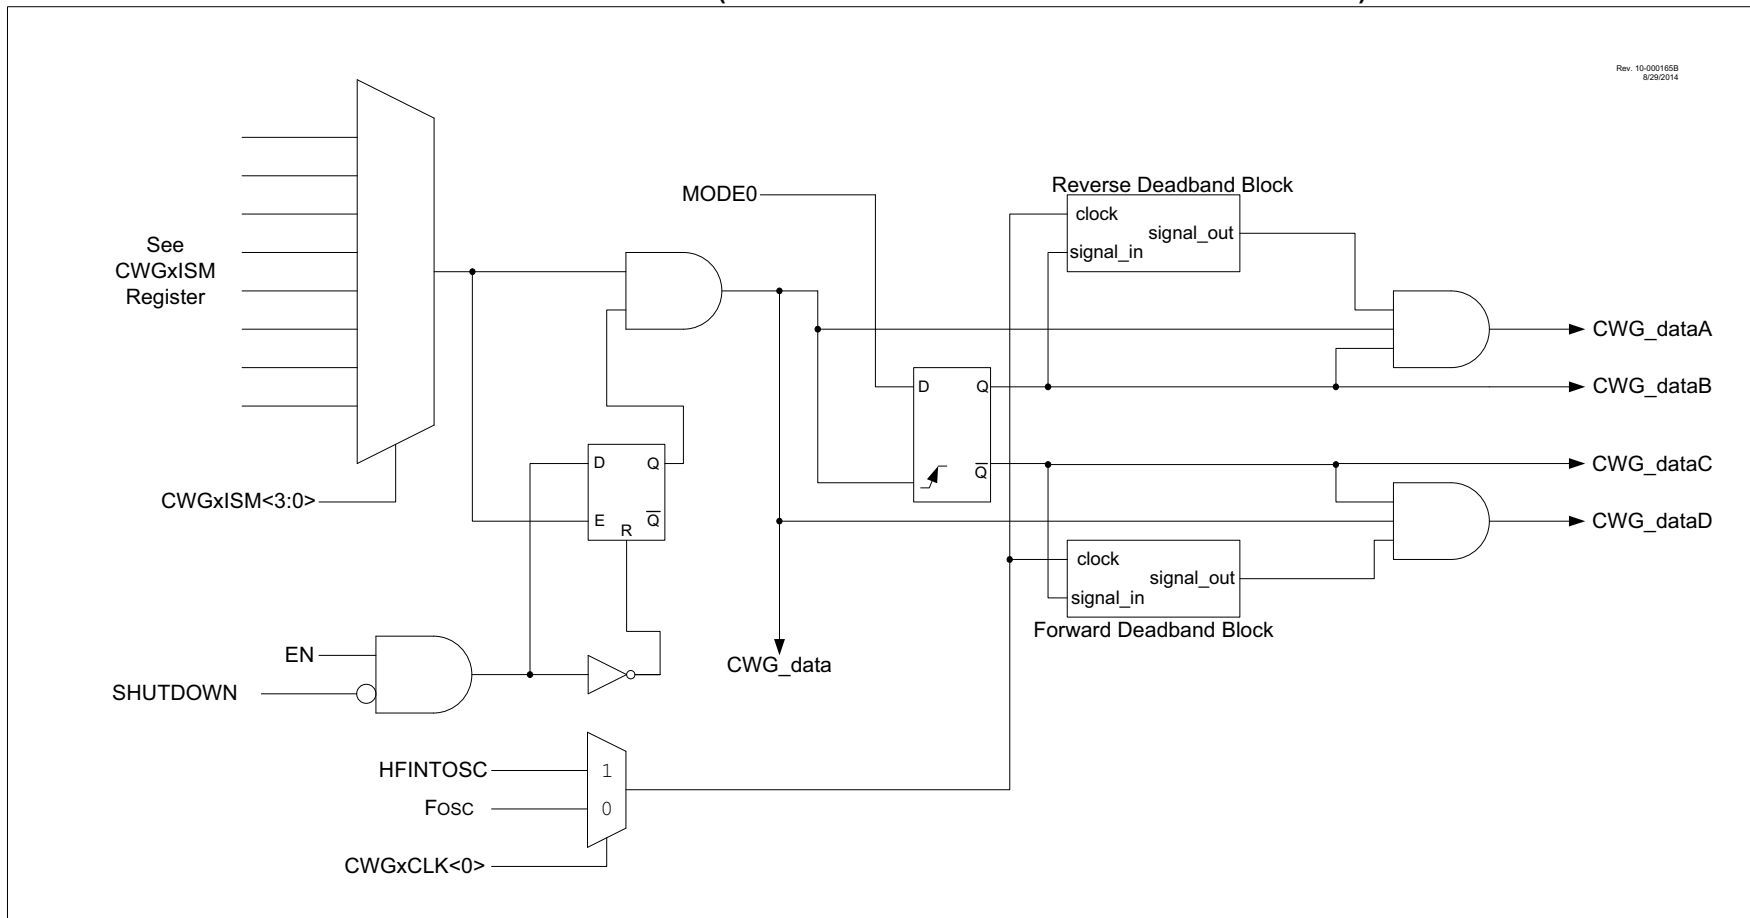 Rev. 10-000165B
8/29/2014
See
CWGxISM
Register
CWGxISM<3:0>
MODE0
Reverse Deadband Block
clock
signal_in
signal_out
CWG_dataA
D
Q
Q
CWG_dataB
CWG_dataC
CWG_dataD
D
Q
E
Q
R
clock
signal_in
signal_out
Forward Deadband Block
CWG_data
EN
SHUTDOWN
HFINTOSC
1
FOSC
0
CWGxCLK<0>